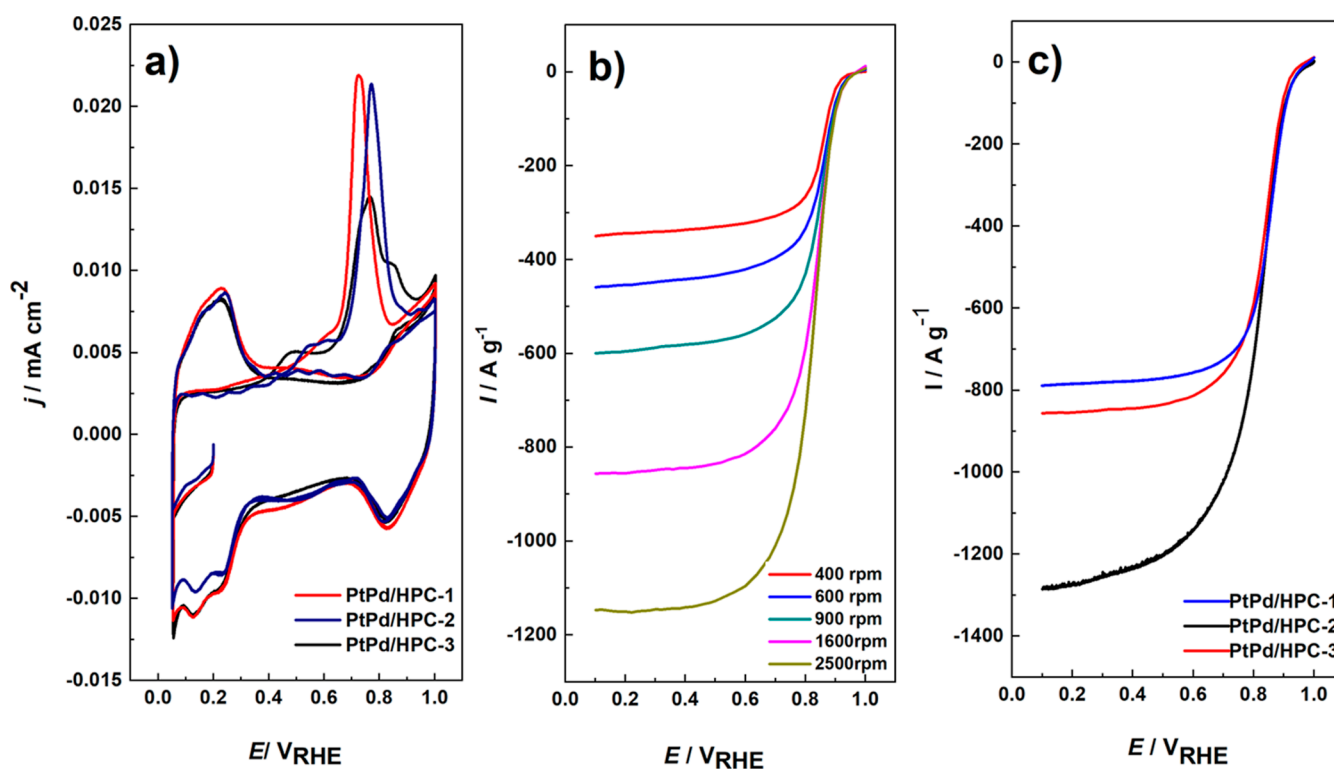 a)
0.025
0.020
0.015
0.010
0.005
0.000
-0.005
-0.010
-0.015
j / mA cm-2
PtPd/HPC-1
PtPd/HPC-2
PtPd/HPC-3
0.0 0.2 0.4 0.6 0.8 1.0
E/ VRHE
b)
0
-200
-400
-600
-800
-1000
-1200
I / A g-1
400 rpm
600 rpm
900 rpm
1600rpm
2500rpm
0.0 0.2 0.4 0.6 0.8 1.0
E / VRHE
c)
0
-200
-400
-600
-800
-1000
-1200
-1400
I / A g-1
PtPd/HPC-1
PtPd/HPC-2
PtPd/HPC-3
0.0 0.2 0.4 0.6 0.8 1.0
E / VRHE